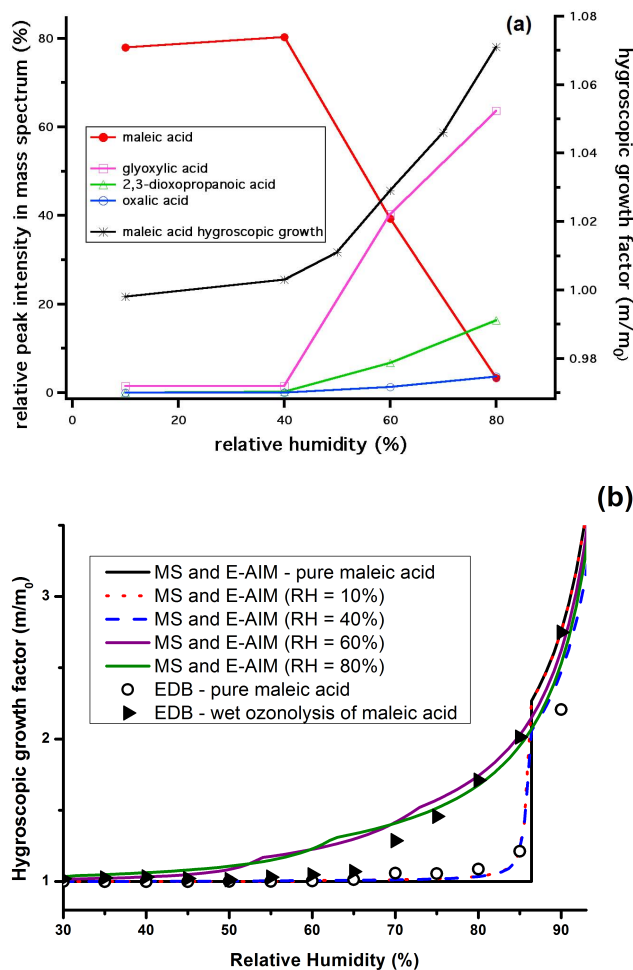 (a)
relative peak intensity in mass spectrum (%)
80
60
40
20
0
maleic acid
glyoxylic acid
2,3-dioxopropanoic acid
oxalic acid
maleic acid hygroscopic growth
1.08
1.06
1.04
1.02
1.00
0.98
hygroscopic growth factor (m/m0)
0 20 40 60 80
relative humidity (%)
(b)
Hygroscopic growth factor (m/m0)
3
2
1
MS and E-AIM - pure maleic acid
MS and E-AIM (RH = 10%)
MS and E-AIM (RH = 40%)
MS and E-AIM (RH = 60%)
MS and E-AIM (RH = 80%)
EDB - pure maleic acid
EDB - wet ozonolysis of maleic acid
30 40 50 60 70 80 90
Relative Humidity (%)